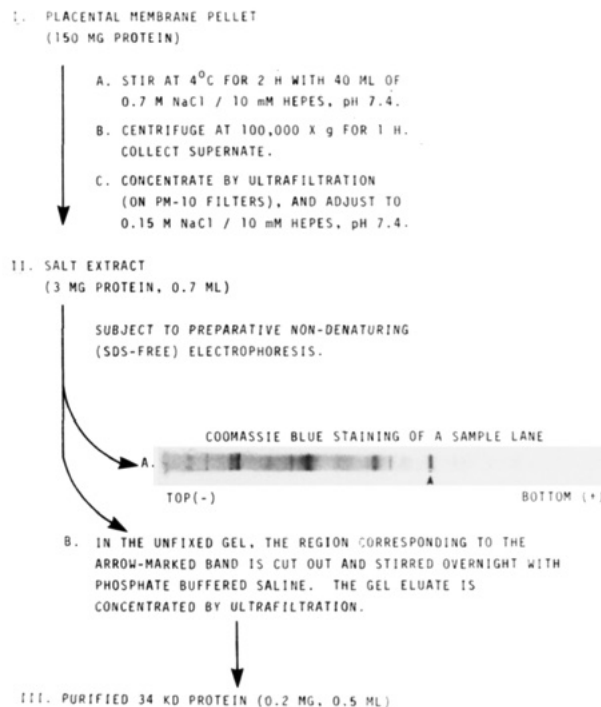 I. PLACENTAL MEMBRANE PELLET
(150 MG PROTEIN)
A. STIR AT 4°C FOR 2 H WITH 40 ML OF
0.7 M NaCl / 10 mM HEPES, pH 7.4.
B. CENTRIFUGE AT 100,000 X g FOR 1 H.
COLLECT SUPERNATE.
C. CONCENTRATE BY ULTRAFILTRATION
(ON PM-10 FILTERS), AND ADJUST TO
0.15 M NaCl / 10 mM HEPES, pH 7.4.
II. SALT EXTRACT
(3 MG PROTEIN, 0.7 ML)
SUBJECT TO PREPARATIVE NON-DENATURING
(SDS-FREE) ELECTROPHORESIS.
COOMASSIE BLUE STAINING OF A SAMPLE LANE
A.
TOP(-) BOTTOM (+)
B. IN THE UNFIXED GEL, THE REGION CORRESPONDING TO THE
ARROW-MARKED BAND IS CUT OUT AND STIRRED OVERNIGHT WITH
PHOSPHATE BUFFERED SALINE. THE GEL ELUATE IS
CONCENTRATED BY ULTRAFILTRATION.
III. PURIFIED 34 KD PROTEIN (0.2 MG, 0.5 ML)